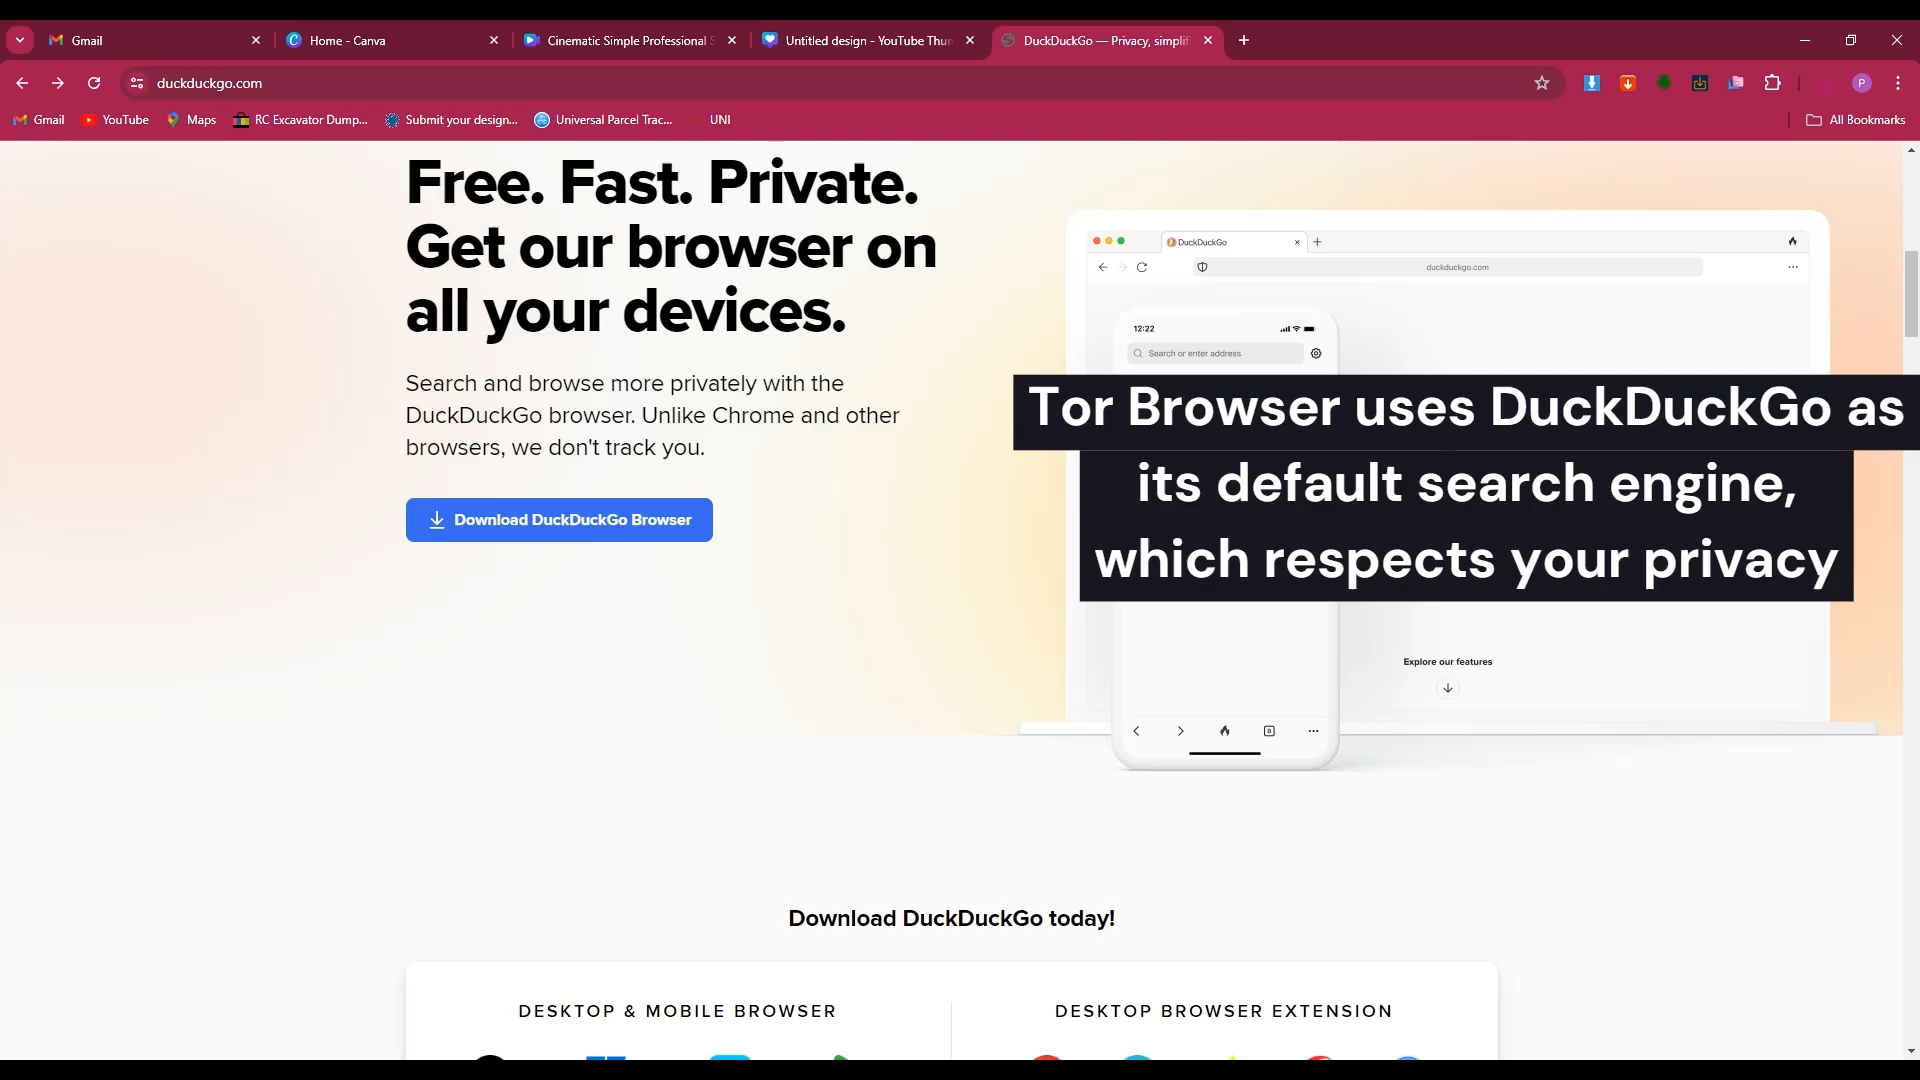 Gmail
Home - Canva
Cinematic Simple Professional S
Untitled design - YouTube Thun
DuckDuckGo — Privacy, simplif
duckduckgo.com
P
Gmail
YouTube
Maps
RC Excavator Dump...
Submit your design...
Universal Parcel Trac...
UNI
All Bookmarks
Free. Fast. Private.
Get our browser on
all your devices.
Search and browse more privately with the
DuckDuckGo browser. Unlike Chrome and other
browsers, we don't track you.
Download DuckDuckGo Browser
DuckDuckGo
duckduckgo.com
12:22
Search or enter address
Tor Browser uses DuckDuckGo as
its default search engine,
which respects your privacy
Explore our features
8
Download DuckDuckGo today!
DESKTOP & MOBILE BROWSER
DESKTOP BROWSER EXTENSION